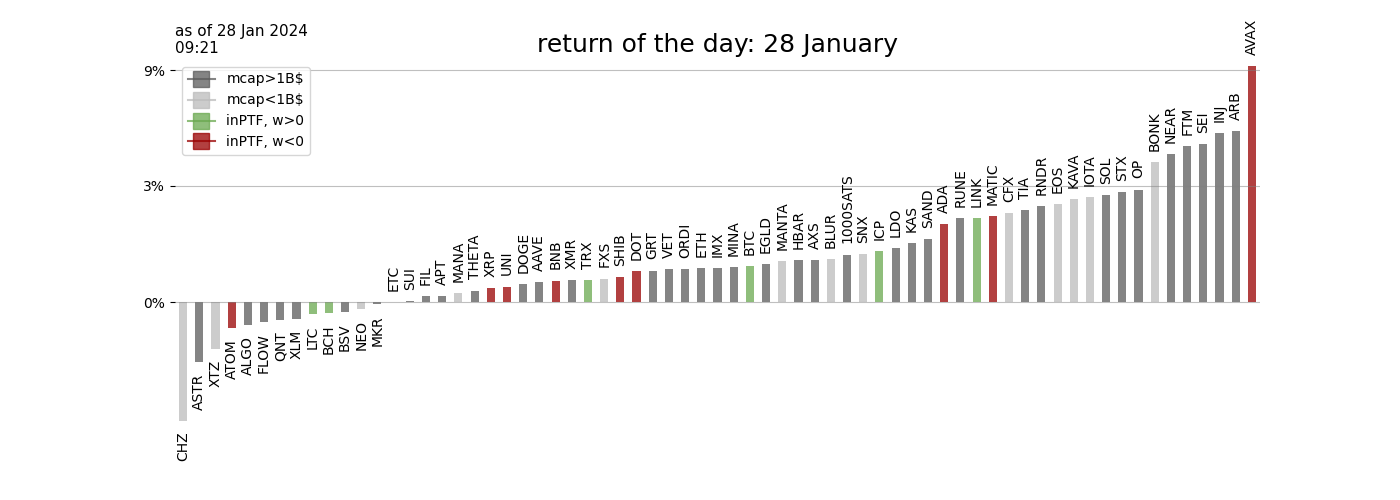 as of 28 Jan 2024
09:21
return of the day: 28 January
9%
3%
0%
mcap>1B$
mcap<1B$
inPTF, w>0
inPTF, w<0
CHZ
ASTR
XTZ
ATOM
ALGO
FLOW
QNT
XLM
LTC
BCH
BSV
NEO
MKR
ETC
SUI
FIL
APT
MANA
THETA
XRP
UNI
DOGE
AAVE
BNB
XMR
TRX
FXS
SHIB
DOT
GRT
VET
ORDI
ETH
IMX
MINA
BTC
EGLD
MANTA
HBAR
AXS
BLUR
1000SATS
SNX
ICP
LDO
KAS
SAND
ADA
RUNE
LINK
MATIC
CFX
TIA
RNDR
EOS
KAVA
IOTA
SOL
STX
OP
BONK
NEAR
FTM
SEI
INJ
ARB
AVAX